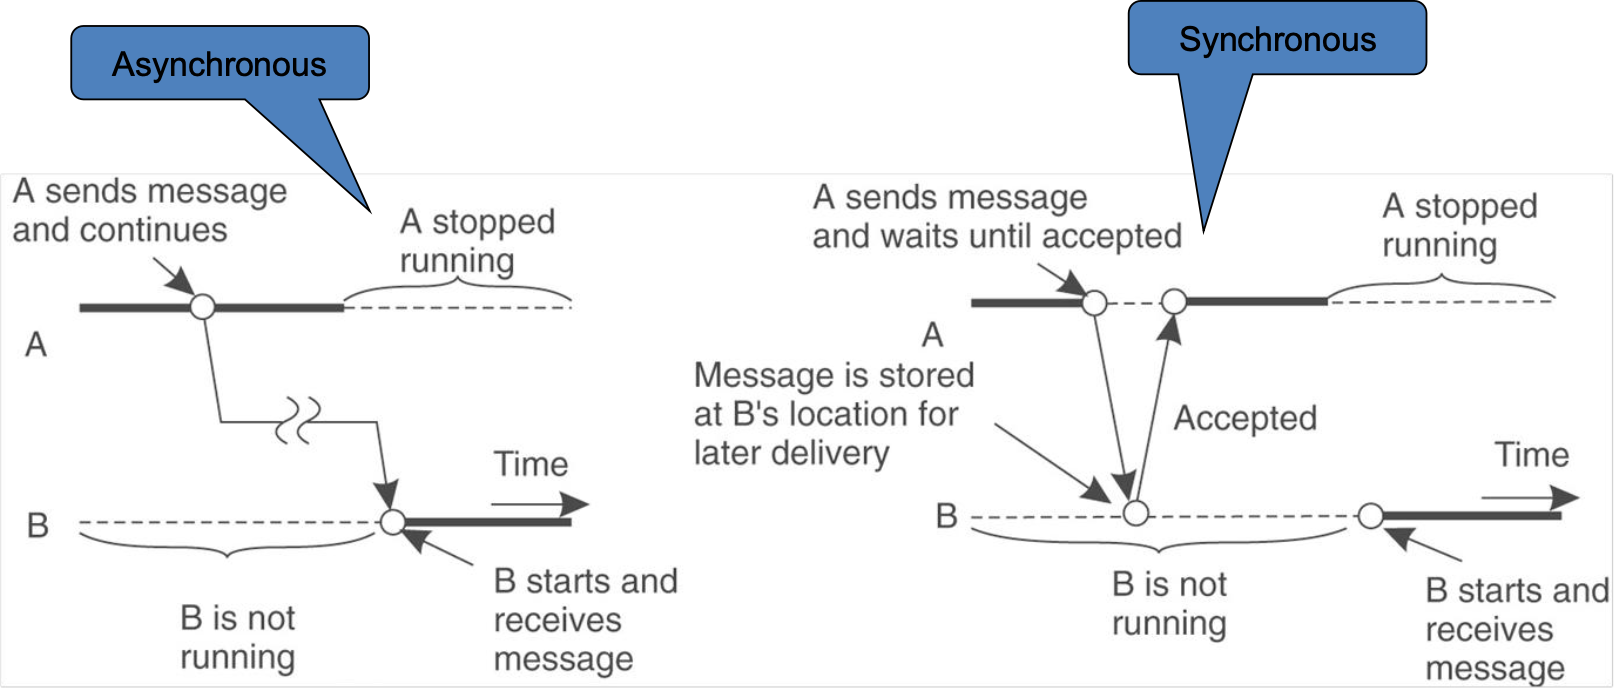 Asynchronous
A sends message
and continues
A stopped
running
A
Time
B
B starts and
receives
message
B is not
running
Synchronous
A sends message
and waits until accepted
A stopped
running
A
Message is stored
at B's location for
later delivery
Accepted
Time
B
B is not
running
B starts and
receives
message